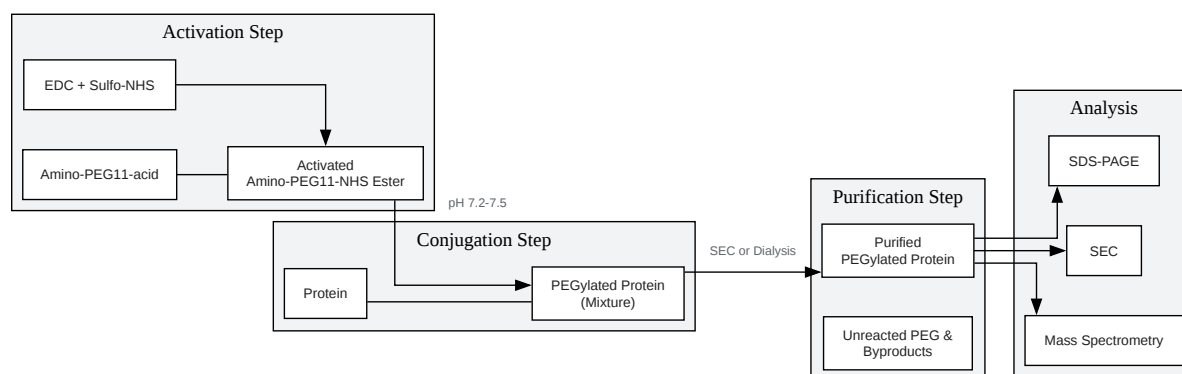 Activation Step
EDC + Sulfo-NHS
Amino-PEG11-acid
Activated
Amino-PEG11-NHS Ester
pH 7.2-7.5
Conjugation Step
Protein
PEGylated Protein
(Mixture)
SEC or Dialysis
Purification Step
Purified
PEGylated Protein
Unreacted PEG &
Byproducts
Analysis
SDS-PAGE
SEC
Mass Spectrometry